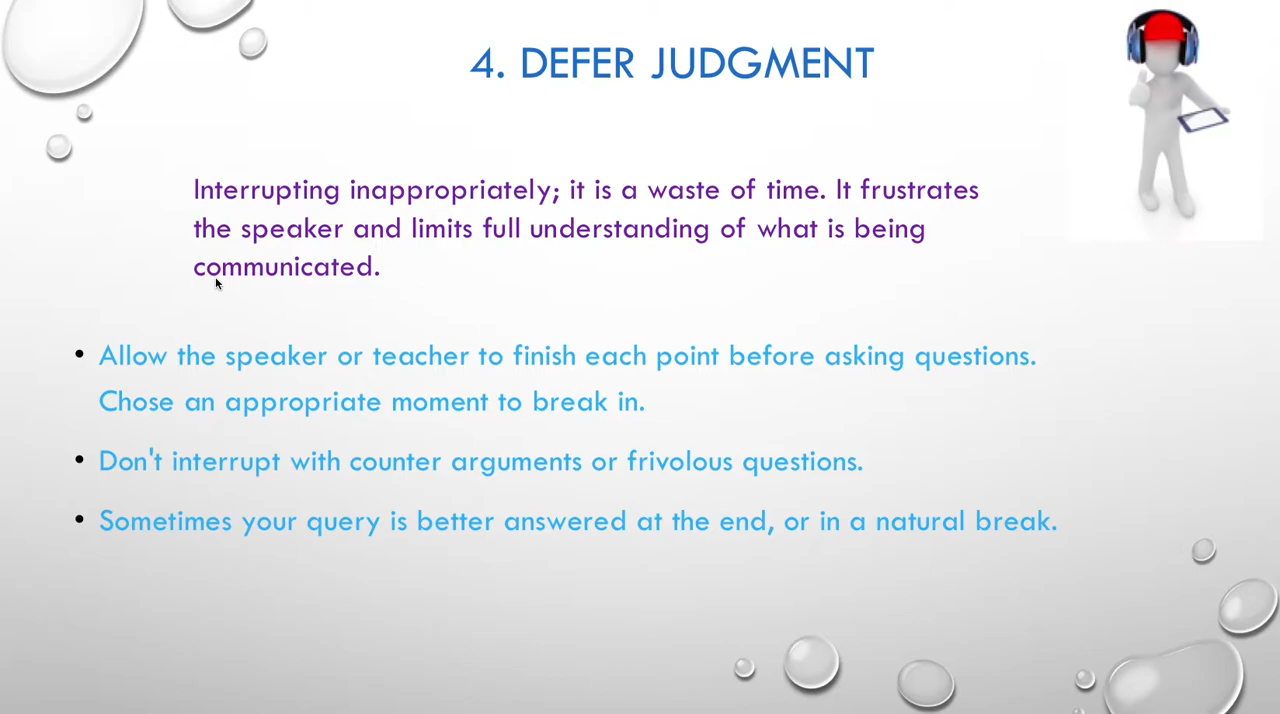 4. DEFER JUDGMENT
Interrupting inappropriately; it is a waste of time. It frustrates
the speaker and limits full understanding of what is being
communicated.
• Allow the speaker or teacher to finish each point before asking questions.
Chose an appropriate moment to break in.
• Don't interrupt with counter arguments or frivolous questions.
• Sometimes your query is better answered at the end, or in a natural break.